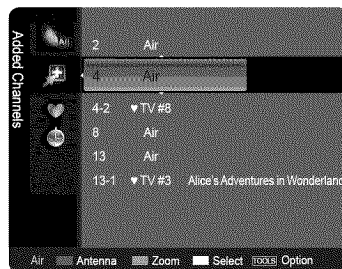 Added Channels
All
2 Air
4 Air
4-2 ♥ TV #8
8 Air
13 Air
13-1 ♥ TV #3 Alice's Adventures in Wonderland
Air Antenna Zoom Select TOOLS Option